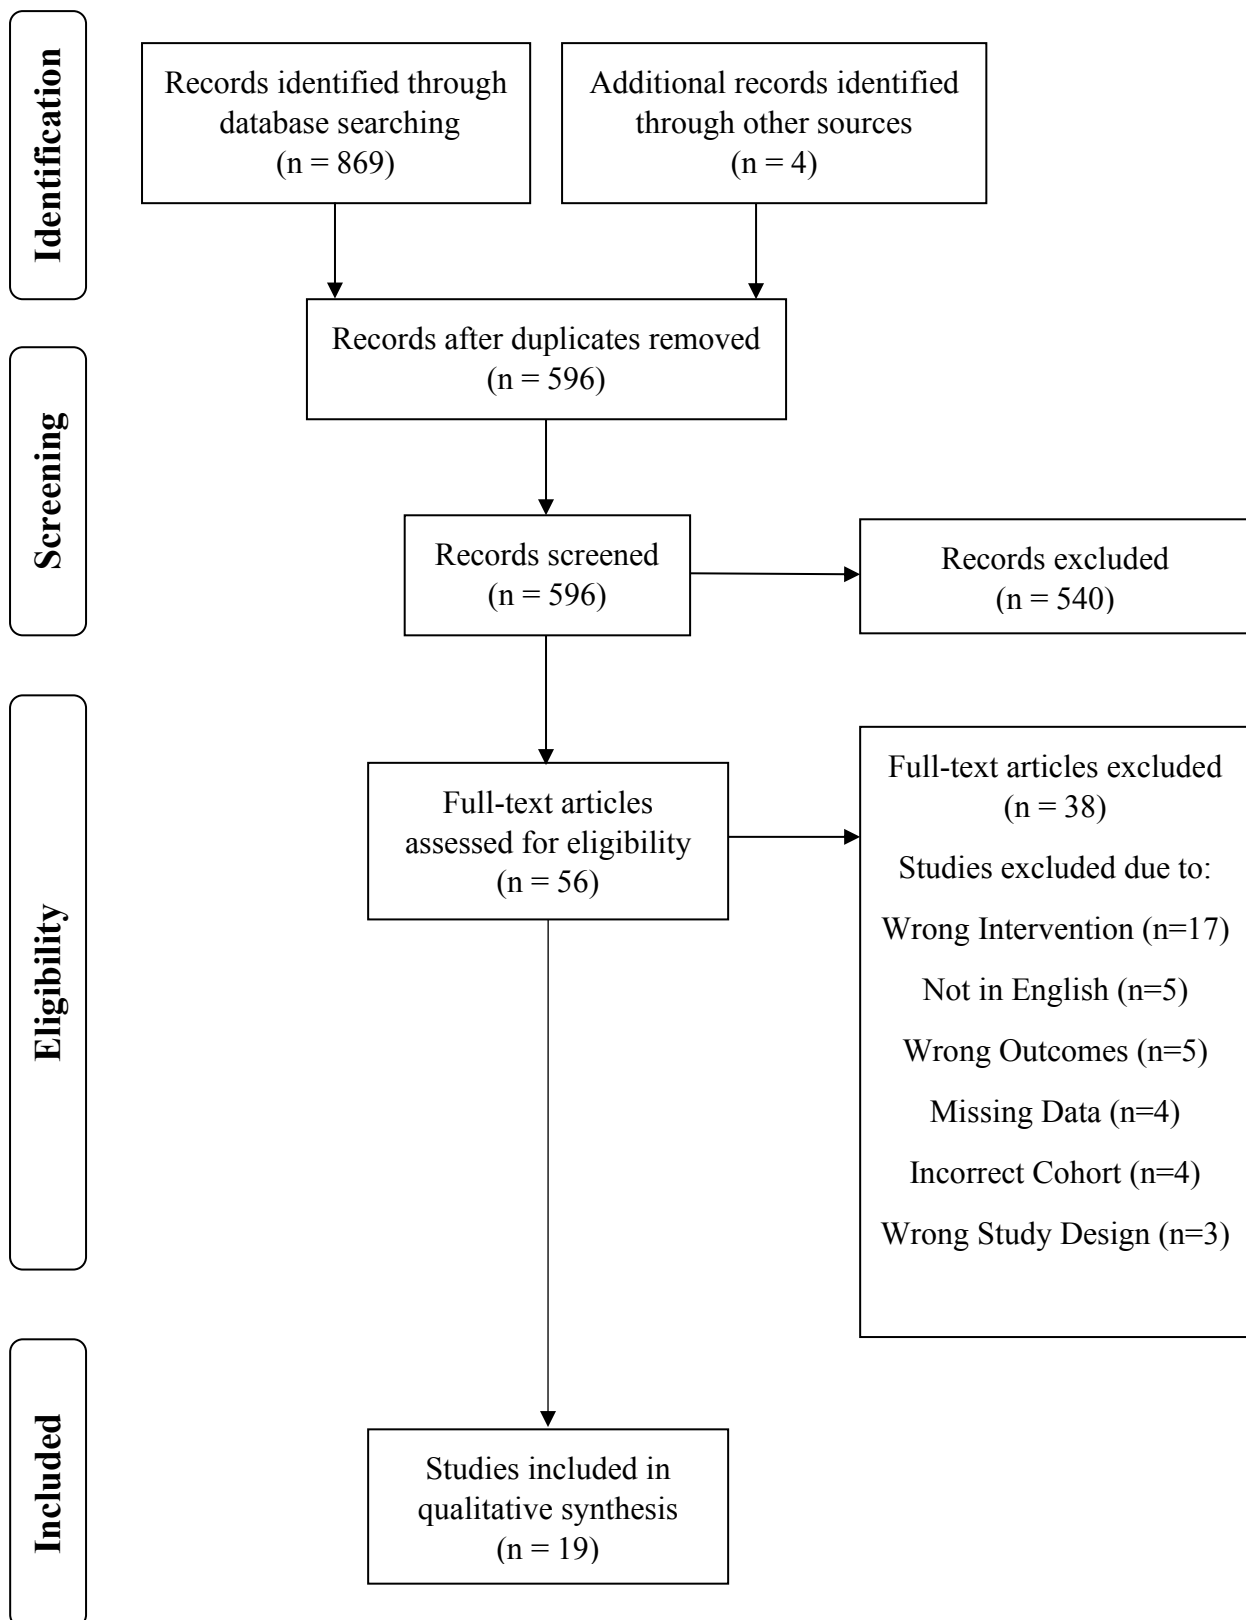 Identification
Records identified through
database searching
(n = 869)
Additional records identified
through other sources
(n = 4)
Records after duplicates removed
(n = 596)
Screening
Records screened
(n = 596)
Records excluded
(n = 540)
Eligibility
Full-text articles
assessed for eligibility
(n = 56)
Full-text articles excluded
(n = 38)
Studies excluded due to:
Wrong Intervention (n=17)
Not in English (n=5)
Wrong Outcomes (n=5)
Missing Data (n=4)
Incorrect Cohort (n=4)
Wrong Study Design (n=3)
Included
Studies included in
qualitative synthesis
(n = 19)